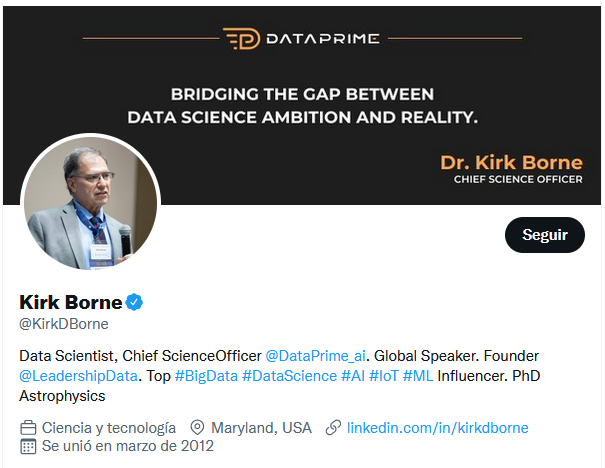 DATAPRIME
BRIDGING THE GAP BETWEEN
DATA SCIENCE AMBITION AND REALITY.
Dr. Kirk Borne
CHIEF SCIENCE OFFICER
Seguir
Kirk Borne
@KirkDBorne
Data Scientist, Chief ScienceOfficer @DataPrime_ai. Global Speaker. Founder
@LeadershipData. Top #BigData #DataScience #AI #IoT #ML Influencer. PhD
Astrophysics
Ciencia y tecnología Maryland, USA linkedin.com/in/kirkdborne
Se unió en marzo de 2012